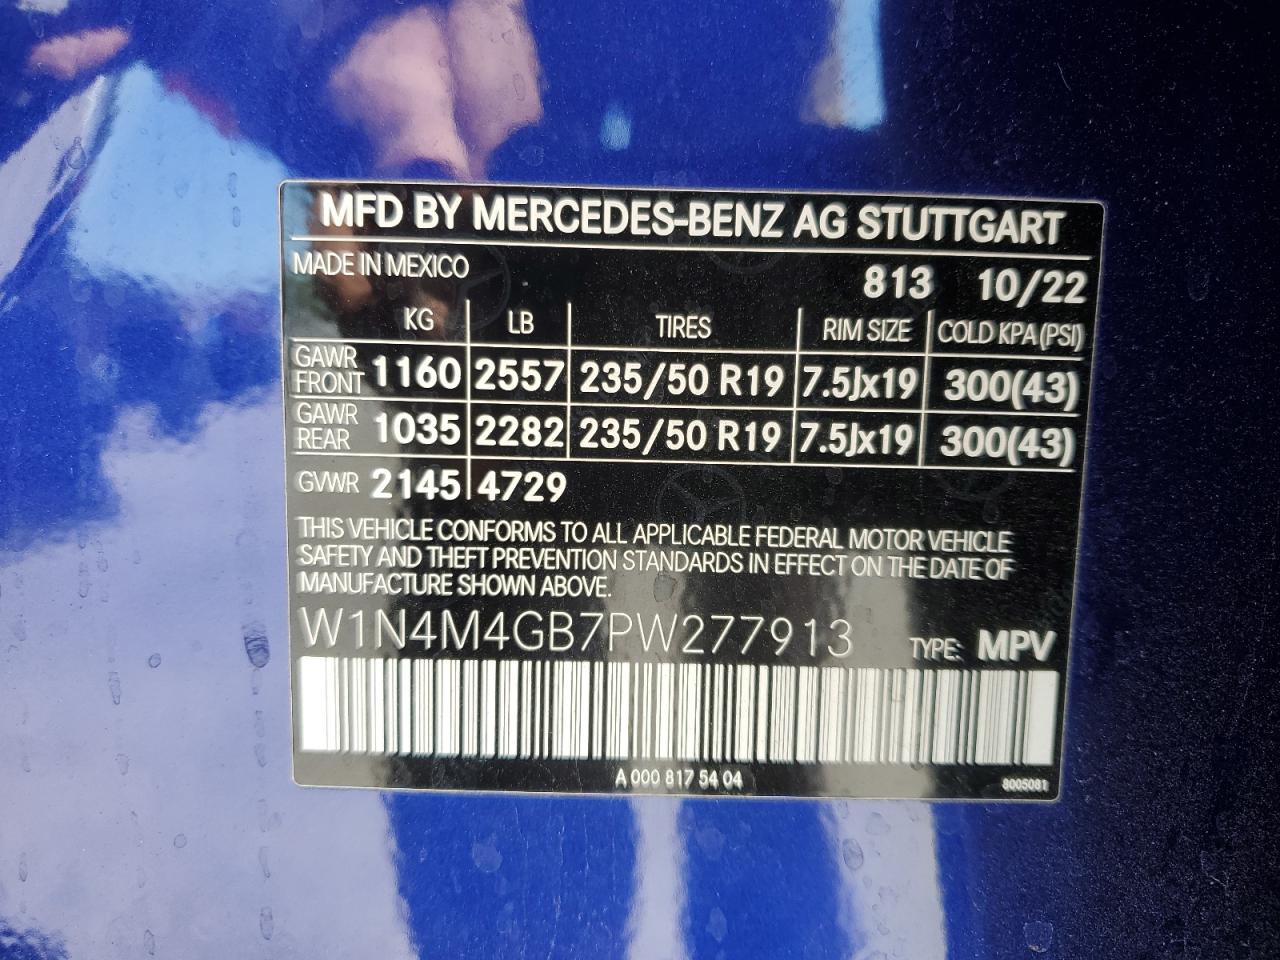 MFD BY MERCEDES-BENZ AG STUTTGART
MADE IN MEXICO 813 10/22
KG LB TIRES RIM SIZE COLD KPA (PSI)
GAWR FRONT 1160 2557 235/50 R19 7.5Jx19 300(43)
GAWR REAR 1035 2282 235/50 R19 7.5Jx19 300(43)
GVWR 2145 4729
THIS VEHICLE CONFORMS TO ALL APPLICABLE FEDERAL MOTOR VEHICLE
SAFETY AND THEFT PREVENTION STANDARDS IN EFFECT ON THE DATE OF
MANUFACTURE SHOWN ABOVE.
W1N4M4GB7PW277913 TYPE: MPV
A 000 817 54 04 8005081